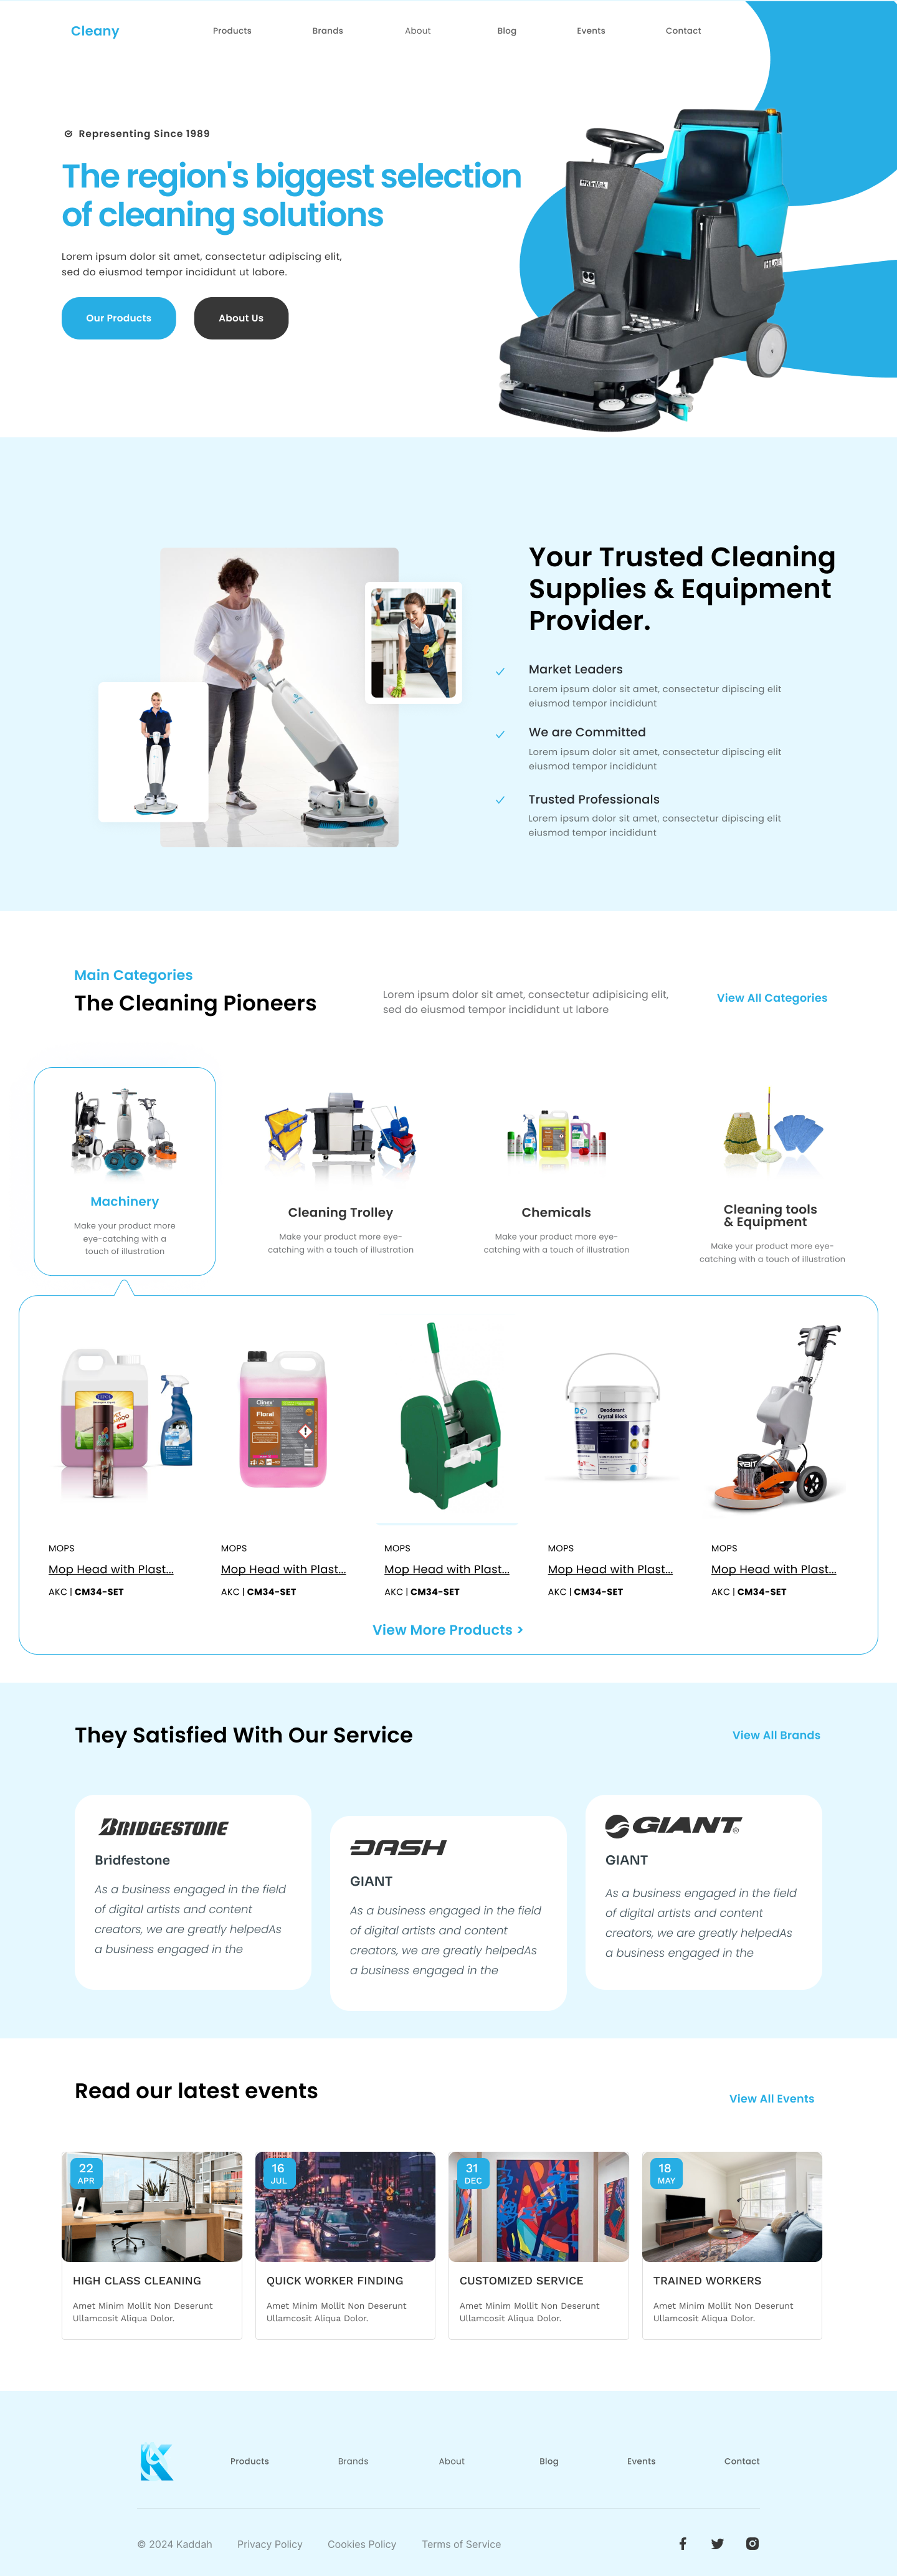 Cleany
Products
Brands
About
Blog
Events
Contact
Representing Since 1989
The region's biggest selection
of cleaning solutions
Lorem ipsum dolor sit amet, consectetur adipiscing elit,
sed do eiusmod tempor incididunt ut labore.
Our Products
About Us
Your Trusted Cleaning
Supplies & Equipment
Provider.
Market Leaders
Lorem ipsum dolor sit amet, consectetur dipiscing elit
eiusmod tempor incididunt
We are Committed
Lorem ipsum dolor sit amet, consectetur dipiscing elit
eiusmod tempor incididunt
Trusted Professionals
Lorem ipsum dolor sit amet, consectetur dipiscing elit
eiusmod tempor incididunt
Main Categories
The Cleaning Pioneers
Lorem ipsum dolor sit amet, consectetur adipisicing elit,
sed do eiusmod tempor incididunt ut labore
View All Categories
Machinery
Make your product more
eye-catching with a
touch of illustration
Cleaning Trolley
Make your product more eye-
catching with a touch of illustration
Chemicals
Make your product more eye-
catching with a touch of illustration
Cleaning tools
& Equipment
Make your product more eye-
catching with a touch of illustration
Clinex
Floral
Deodorant
Crystal Block
MOPS
Mop Head with Plast...
AKC | CM34-SET
MOPS
Mop Head with Plast...
AKC | CM34-SET
MOPS
Mop Head with Plast...
AKC | CM34-SET
MOPS
Mop Head with Plast...
AKC | CM34-SET
MOPS
Mop Head with Plast...
AKC | CM34-SET
View More Products >
They Satisfied With Our Service
View All Brands
BRIDGESTONE
Bridfestone
As a business engaged in the field
of digital artists and content
creators, we are greatly helpedAs
a business engaged in the
DASH
GIANT
As a business engaged in the field
of digital artists and content
creators, we are greatly helpedAs
a business engaged in the
GIANT®
GIANT
As a business engaged in the field
of digital artists and content
creators, we are greatly helpedAs
a business engaged in the
Read our latest events
View All Events
22
APR
HIGH CLASS CLEANING
Amet Minim Mollit Non Deserunt
Ullamcosit Aliqua Dolor.
16
JUL
QUICK WORKER FINDING
Amet Minim Mollit Non Deserunt
Ullamcosit Aliqua Dolor.
31
DEC
CUSTOMIZED SERVICE
Amet Minim Mollit Non Deserunt
Ullamcosit Aliqua Dolor.
18
MAY
TRAINED WORKERS
Amet Minim Mollit Non Deserunt
Ullamcosit Aliqua Dolor.
Products
Brands
About
Blog
Events
Contact
© 2024 Kaddah
Privacy Policy
Cookies Policy
Terms of Service